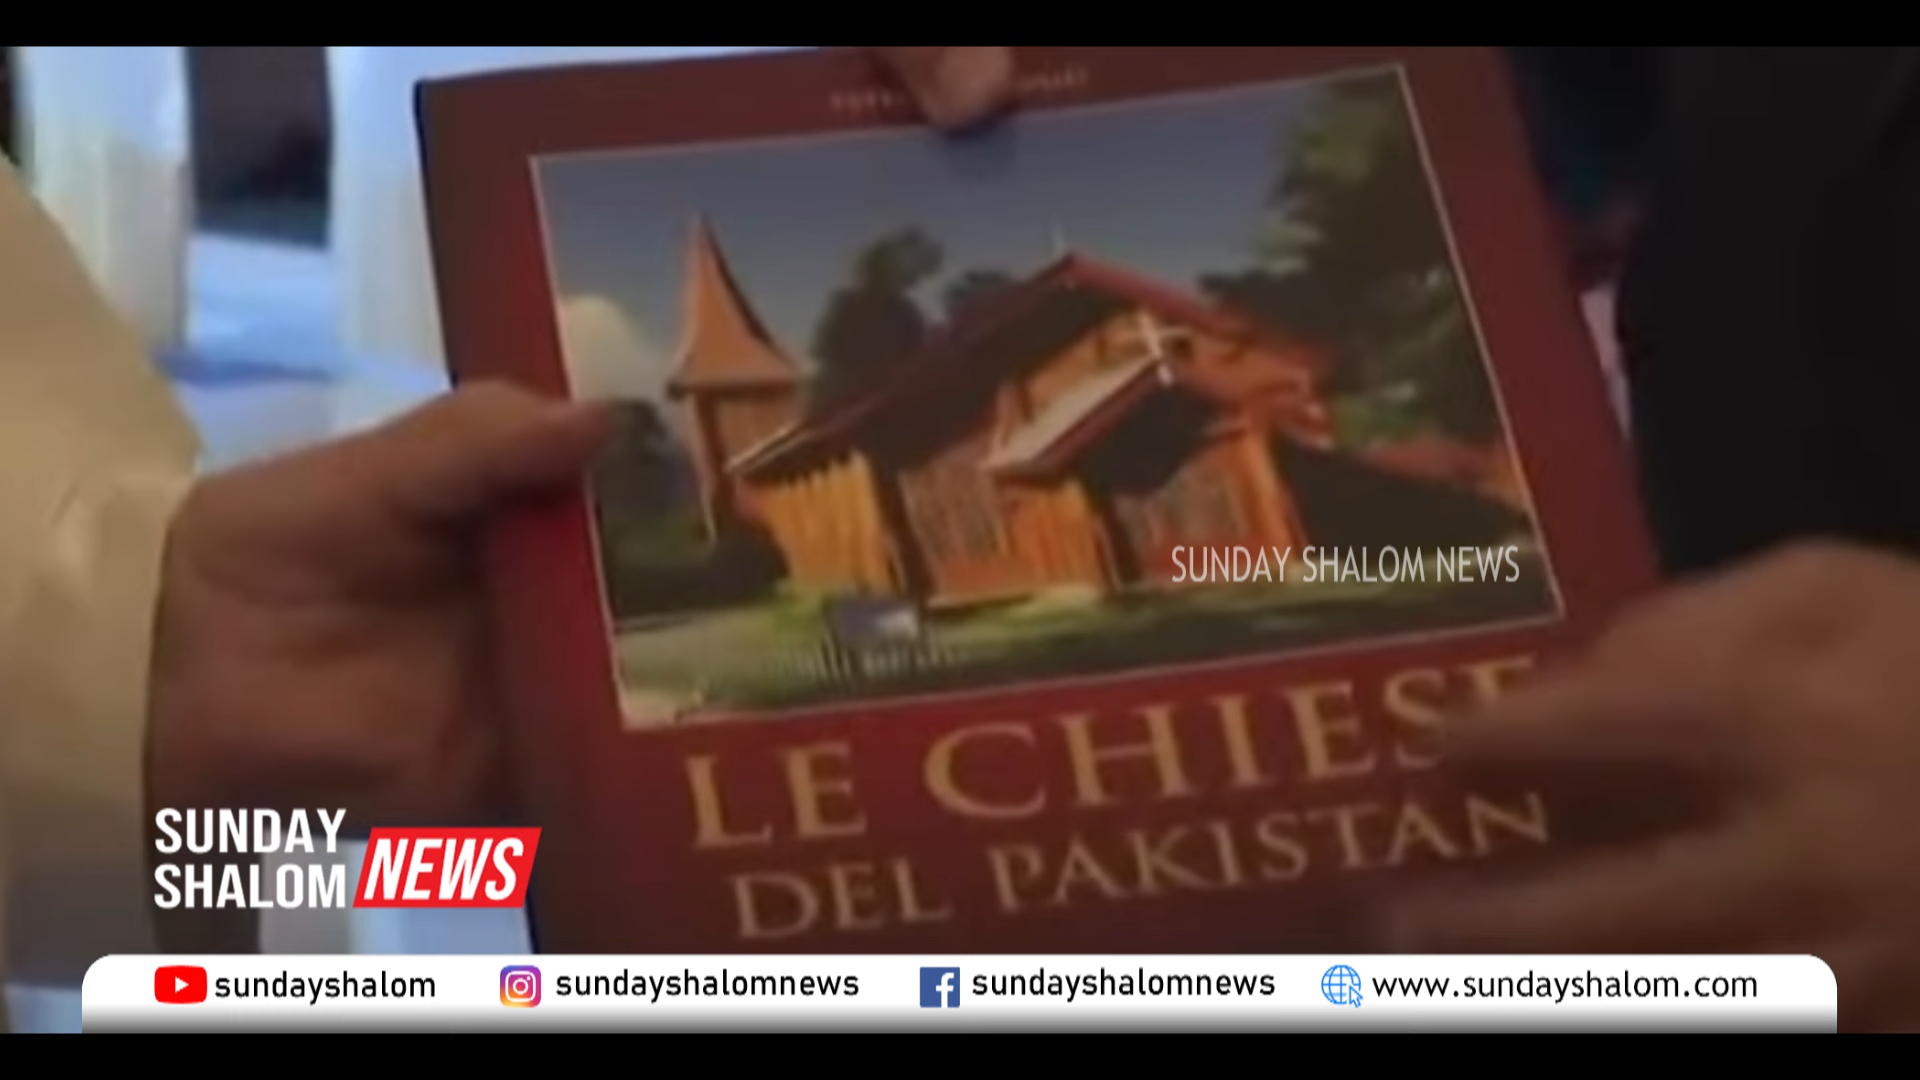 SUNDAY SHALOM NEWS
LE CHIESE
DEL PAKISTAN
SUNDAY
SHALOM NEWS
sundayshalom sundayshalomnews sundayshalomnews www.sundayshalom.com